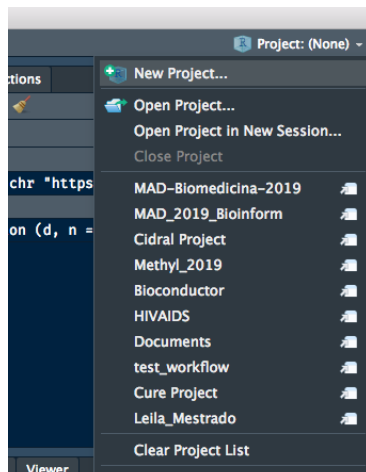 Project: (None)
ctions
New Project...
Open Project...
Open Project in New Session...
Close Project
chr "https
MAD-Biomedicina-2019
MAD_2019_Bioinform
on (d, n =
Cidral Project
Methyl_2019
Bioconductor
HIVAIDS
Documents
test_workflow
Cure Project
Leila_Mestrado
Clear Project List
Viewer